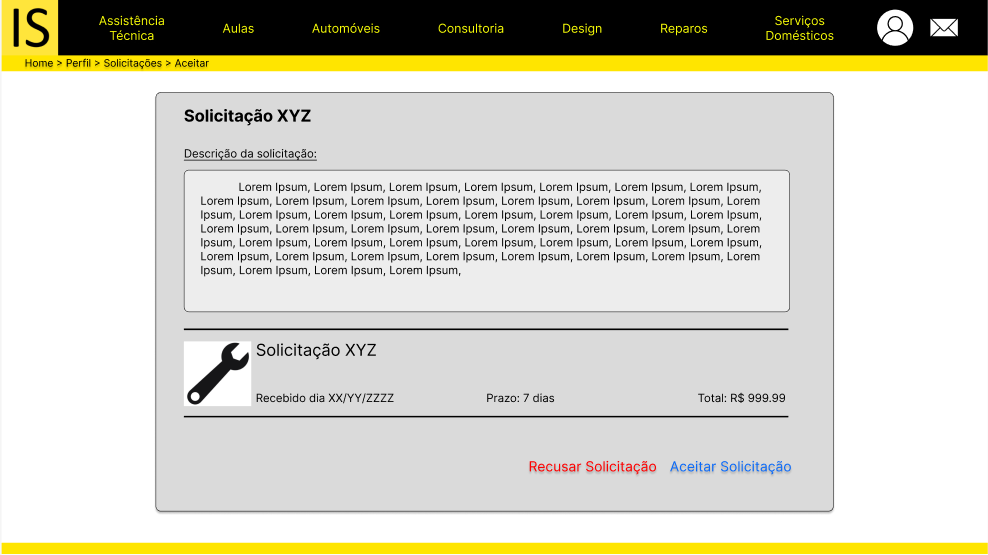 IS
Assistência
Técnica
Aulas
Automóveis
Consultoria
Design
Reparos
Serviços
Domésticos
Home > Perfil > Solicitações > Aceitar
Solicitação XYZ
Descrição da solicitação:
Lorem Ipsum, Lorem Ipsum, Lorem Ipsum, Lorem Ipsum, Lorem Ipsum, Lorem Ipsum, Lorem Ipsum,
Lorem Ipsum, Lorem Ipsum, Lorem Ipsum, Lorem Ipsum, Lorem Ipsum, Lorem Ipsum, Lorem Ipsum, Lorem
Ipsum, Lorem Ipsum, Lorem Ipsum, Lorem Ipsum, Lorem Ipsum, Lorem Ipsum, Lorem Ipsum, Lorem Ipsum,
Lorem Ipsum, Lorem Ipsum, Lorem Ipsum, Lorem Ipsum, Lorem Ipsum, Lorem Ipsum, Lorem Ipsum, Lorem
Ipsum, Lorem Ipsum, Lorem Ipsum, Lorem Ipsum, Lorem Ipsum, Lorem Ipsum, Lorem Ipsum, Lorem Ipsum,
Lorem Ipsum, Lorem Ipsum, Lorem Ipsum, Lorem Ipsum, Lorem Ipsum, Lorem Ipsum, Lorem Ipsum, Lorem
Ipsum, Lorem Ipsum, Lorem Ipsum, Lorem Ipsum,
Solicitação XYZ
Recebido dia XX/YY/ZZZZ
Prazo: 7 dias
Total: R$ 999.99
Recusar Solicitação
Aceitar Solicitação